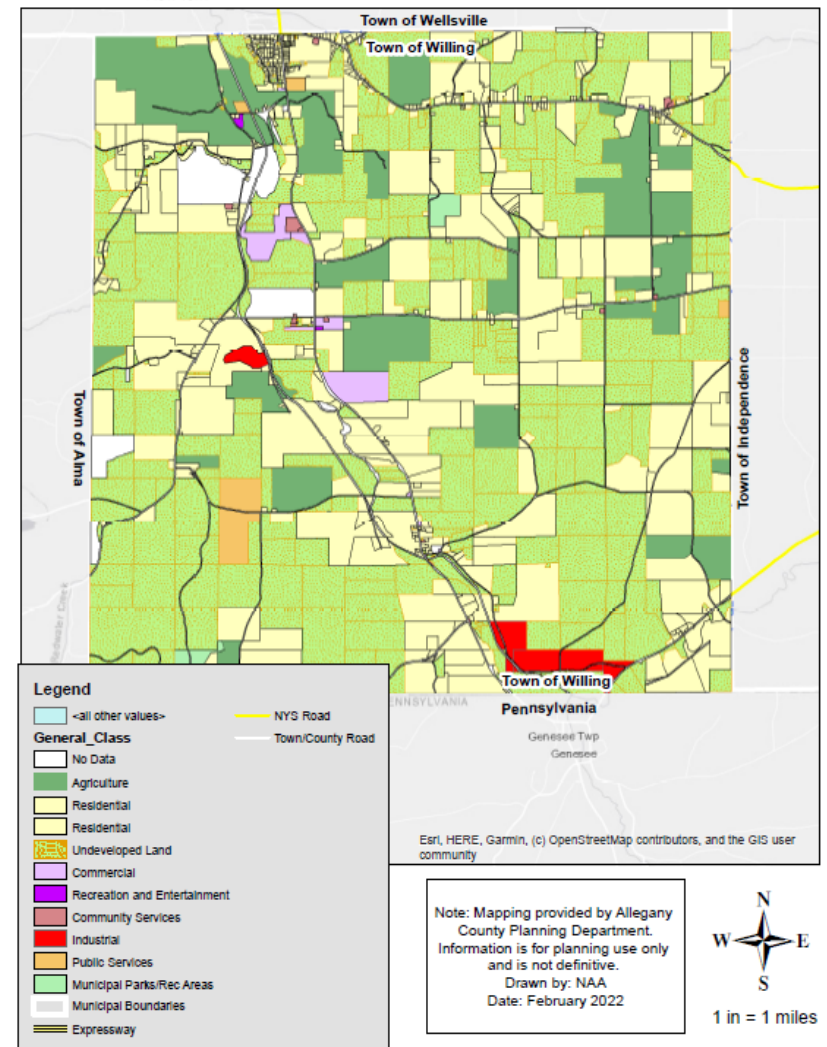 Town of Wellsville
Town of Willing
Town of Alma
Town of Independence
Town of Willing
Pennsylvania
PENNSYLVANIA
Genesee Twp
Genesee
Legend
<all other values>
General_Class
No Data
Agriculture
Residential
Residential
Undeveloped Land
Commercial
Recreation and Entertainment
Community Services
Industrial
Public Services
Municipal Parks/Rec Areas
Municipal Boundaries
Expressway
NYS Road
Town/County Road
Esri, HERE, Garmin, (c) OpenStreetMap contributors, and the GIS user
community
Note: Mapping provided by Allegany
County Planning Department.
Information is for planning use only
and is not definitive.
Drawn by: NAA
Date: February 2022
N
W
E
S
1 in = 1 miles